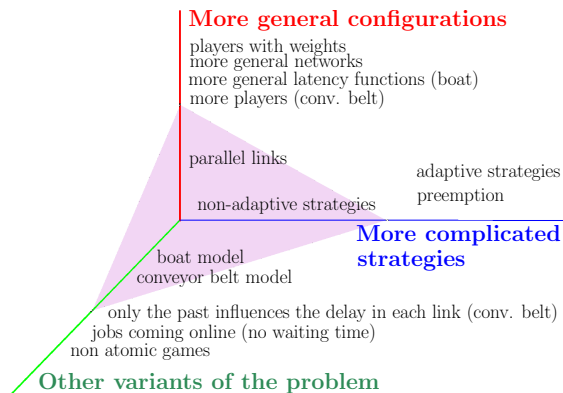 More general configurations
players with weights
more general networks
more general latency functions (boat)
more players (conv. belt)
parallel links
adaptive strategies
preemption
non-adaptive strategies
More complicated
strategies
boat model
conveyor belt model
only the past influences the delay in each link (conv. belt)
jobs coming online (no waiting time)
non atomic games
Other variants of the problem